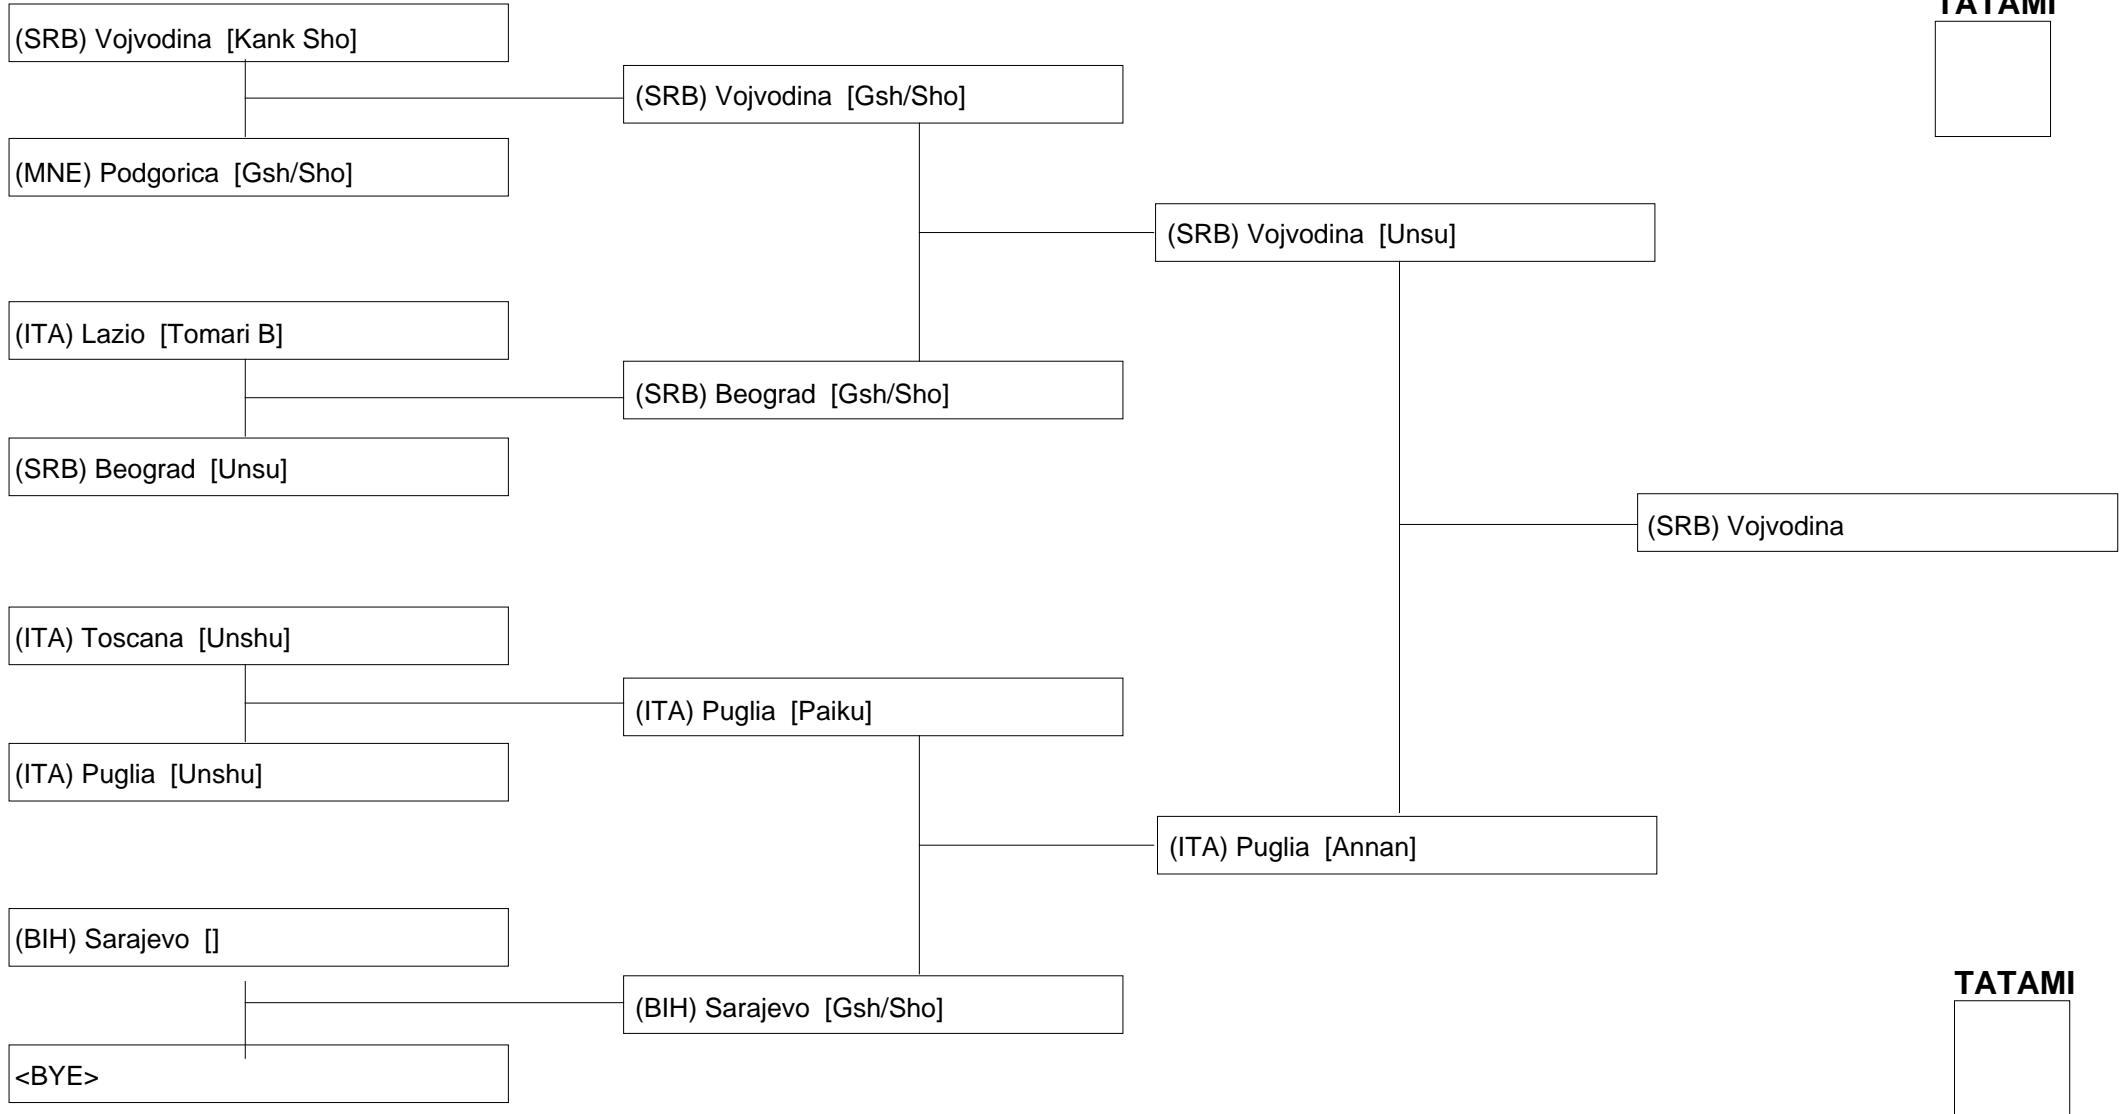 TATAMI
(SRB) Vojvodina [Kank Sho]
(SRB) Vojvodina [Gsh/Sho]
(MNE) Podgorica [Gsh/Sho]
(SRB) Vojvodina [Unsu]
(ITA) Lazio [Tomari B]
(SRB) Beograd [Gsh/Sho]
(SRB) Beograd [Unsu]
(SRB) Vojvodina
(ITA) Toscana [Unshu]
(ITA) Puglia [Paiku]
(ITA) Puglia [Unshu]
(ITA) Puglia [Annan]
(BIH) Sarajevo []
TATAMI
(BIH) Sarajevo [Gsh/Sho]
<BYE>